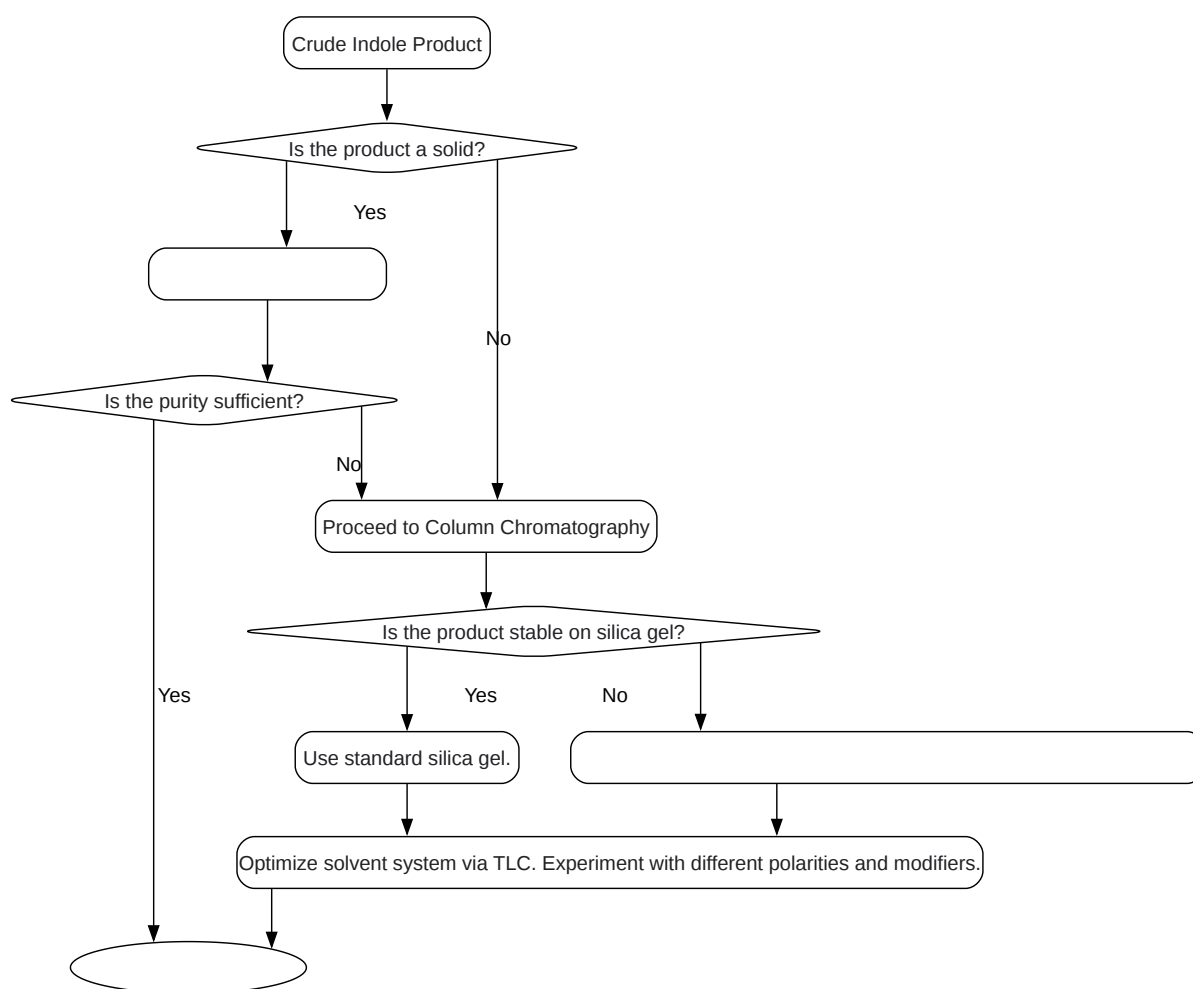 Crude Indole Product
Is the product a solid?
Yes
No
Is the purity sufficient?
No
Proceed to Column Chromatography
Is the product stable on silica gel?
Yes
Yes
No
Use standard silica gel.
Optimize solvent system via TLC. Experiment with different polarities and modifiers.